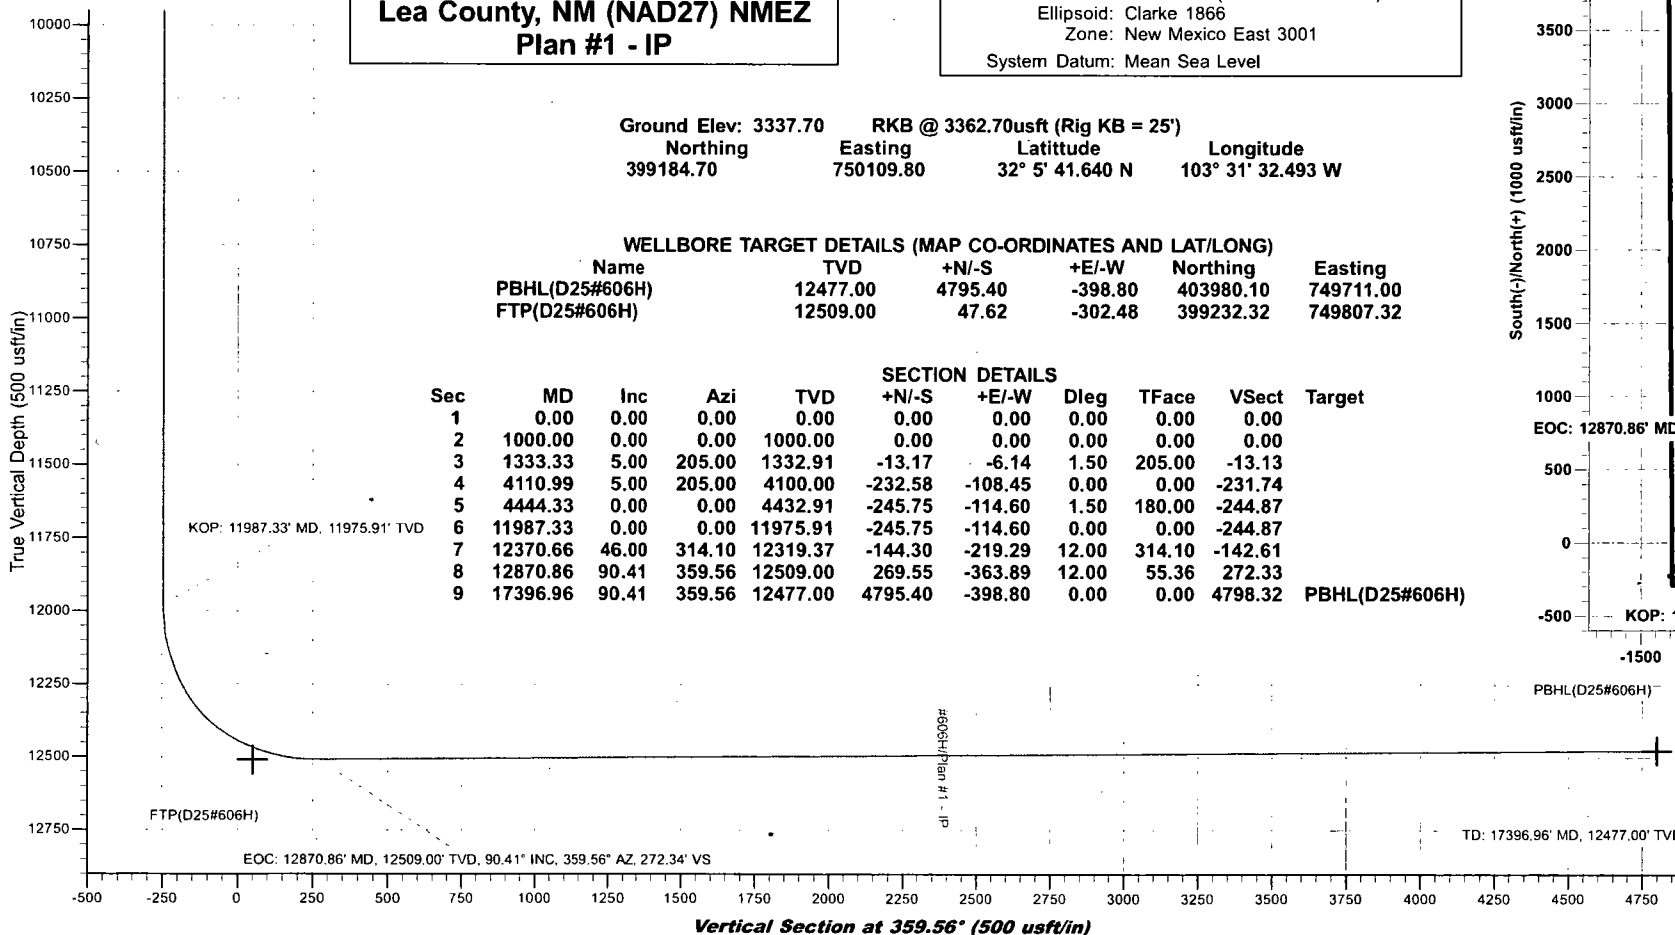 Lea County, NM (NAD27) NMEZ
Plan #1 - IP
Ellipsoid: Clarke 1866
Zone: New Mexico East 3001
System Datum: Mean Sea Level
Ground Elev: 3337.70 RKB @ 3362.70usft (Rig KB = 25')
Northing Easting Latittude Longitude
399184.70 750109.80 32° 5' 41.640 N 103° 31' 32.493 W
WELLBORE TARGET DETAILS (MAP CO-ORDINATES AND LAT/LONG)
Name TVD +N/-S +E/-W Northing Easting
PBHL(D25#606H) 12477.00 4795.40 -398.80 403980.10 749711.00
FTP(D25#606H) 12509.00 47.62 -302.48 399232.32 749807.32
SECTION DETAILS
Sec MD Inc Azi TVD +N/-S +E/-W Dleg TFace VSect Target
1 0.00 0.00 0.00 0.00 0.00 0.00 0.00 0.00 0.00
2 1000.00 0.00 0.00 1000.00 0.00 0.00 0.00 0.00 0.00
3 1333.33 5.00 205.00 1332.91 -13.17 -6.14 1.50 205.00 -13.13
4 4110.99 5.00 205.00 4100.00 -232.58 -108.45 0.00 0.00 -231.74
5 4444.33 0.00 0.00 4432.91 -245.75 -114.60 1.50 180.00 -244.87
6 11987.33 0.00 0.00 11975.91 -245.75 -114.60 0.00 0.00 -244.87
7 12370.66 46.00 314.10 12319.37 -144.30 -219.29 12.00 314.10 -142.61
8 12870.86 90.41 359.56 12509.00 269.55 -363.89 12.00 55.36 272.33
9 17396.96 90.41 359.56 12477.00 4795.40 -398.80 0.00 0.00 4798.32 PBHL(D25#606H)
True Vertical Depth (500 usft/in)
10000
10250
10500
10750
11000
11250
11500
11750
12000
12250
12500
12750
KOP: 11987.33' MD, 11975.91' TVD
FTP(D25#606H)
EOC: 12870.86' MD, 12509.00' TVD, 90.41° INC, 359.56° AZ, 272.34' VS
#606H/Plan #1 - IP
PBHL(D25#606H)
TD: 17396.96' MD, 12477.00' TVD
-500 -250 0 250 500 750 1000 1250 1500 1750 2000 2250 2500 2750 3000 3250 3500 3750 4000 4250 4500 4750
Vertical Section at 359.56° (500 usft/in)
South(-)/North(+) (1000 usft/in)
3500
3000
2500
2000
1500
1000
EOC: 12870.86' MD
500
0
-500
KOP:
-1500